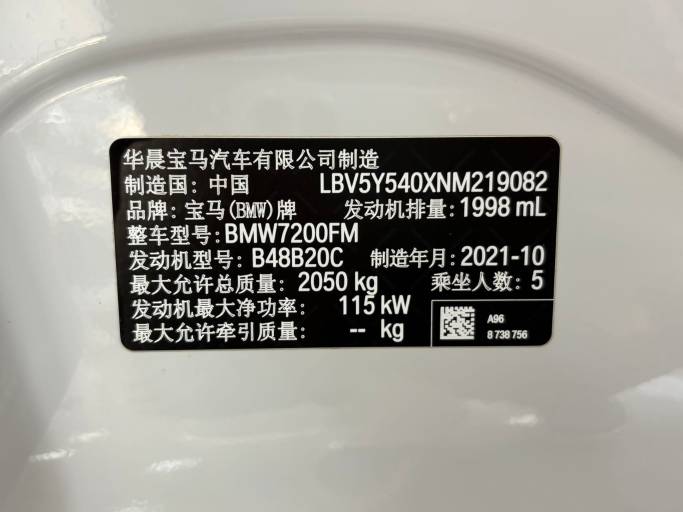 华晨宝马汽车有限公司制造
制造国: 中国 LBV5Y540XNM219082
品牌: 宝马(BMW)牌 发动机排量: 1998 mL
整车型号: BMW7200FM
发动机型号: B48B20C 制造年月: 2021-10
最大允许总质量: 2050 kg 乘坐人数: 5
发动机最大净功率: 115 kW
最大允许牵引质量: -- kg
A96
8 738 756